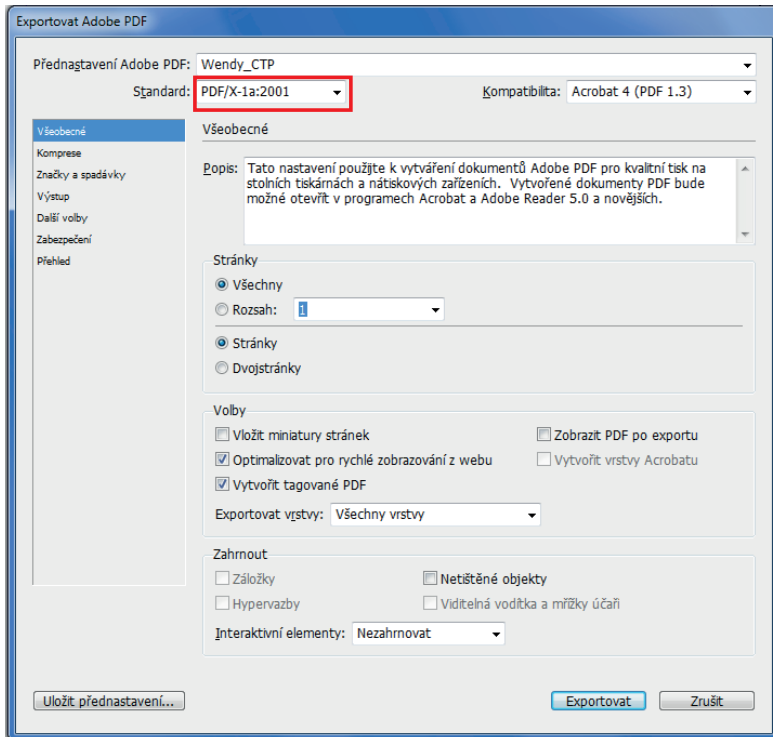 Exportovat Adobe PDF
Přednastavení Adobe PDF: Wendy_CTP
Standard: PDF/X-1a:2001 Kompatibilita: Acrobat 4 (PDF 1.3)
Všeobecné
Komprese
Značky a spadávky
Výstup
Další volby
Zabezpečení
Přehled
Všeobecné
Popis: Tato nastavení použijte k vytváření dokumentů Adobe PDF pro kvalitní tisk na
stolních tiskárnách a nátiskových zařízeních. Vytvořené dokumenty PDF bude
možné otevřít v programech Acrobat a Adobe Reader 5.0 a novějších.
Stránky
Všechny
Rozsah: 1
Stránky
Dvojstránky
Volby
Vložit miniatury stránek Zobrazit PDF po exportu
Optimalizovat pro rychlé zobrazování z webu Vytvořit vrstvy Acrobatu
Vytvořit tagované PDF
Exportovat vrstvy: Všechny vrstvy
Zahrnout
Záložky Netištěné objekty
Hypervazby Viditelná vodítka a mřížky účaří
Interaktivní elementy: Nezahrnovat
Uložit přednastavení... Exportovat Zrušit